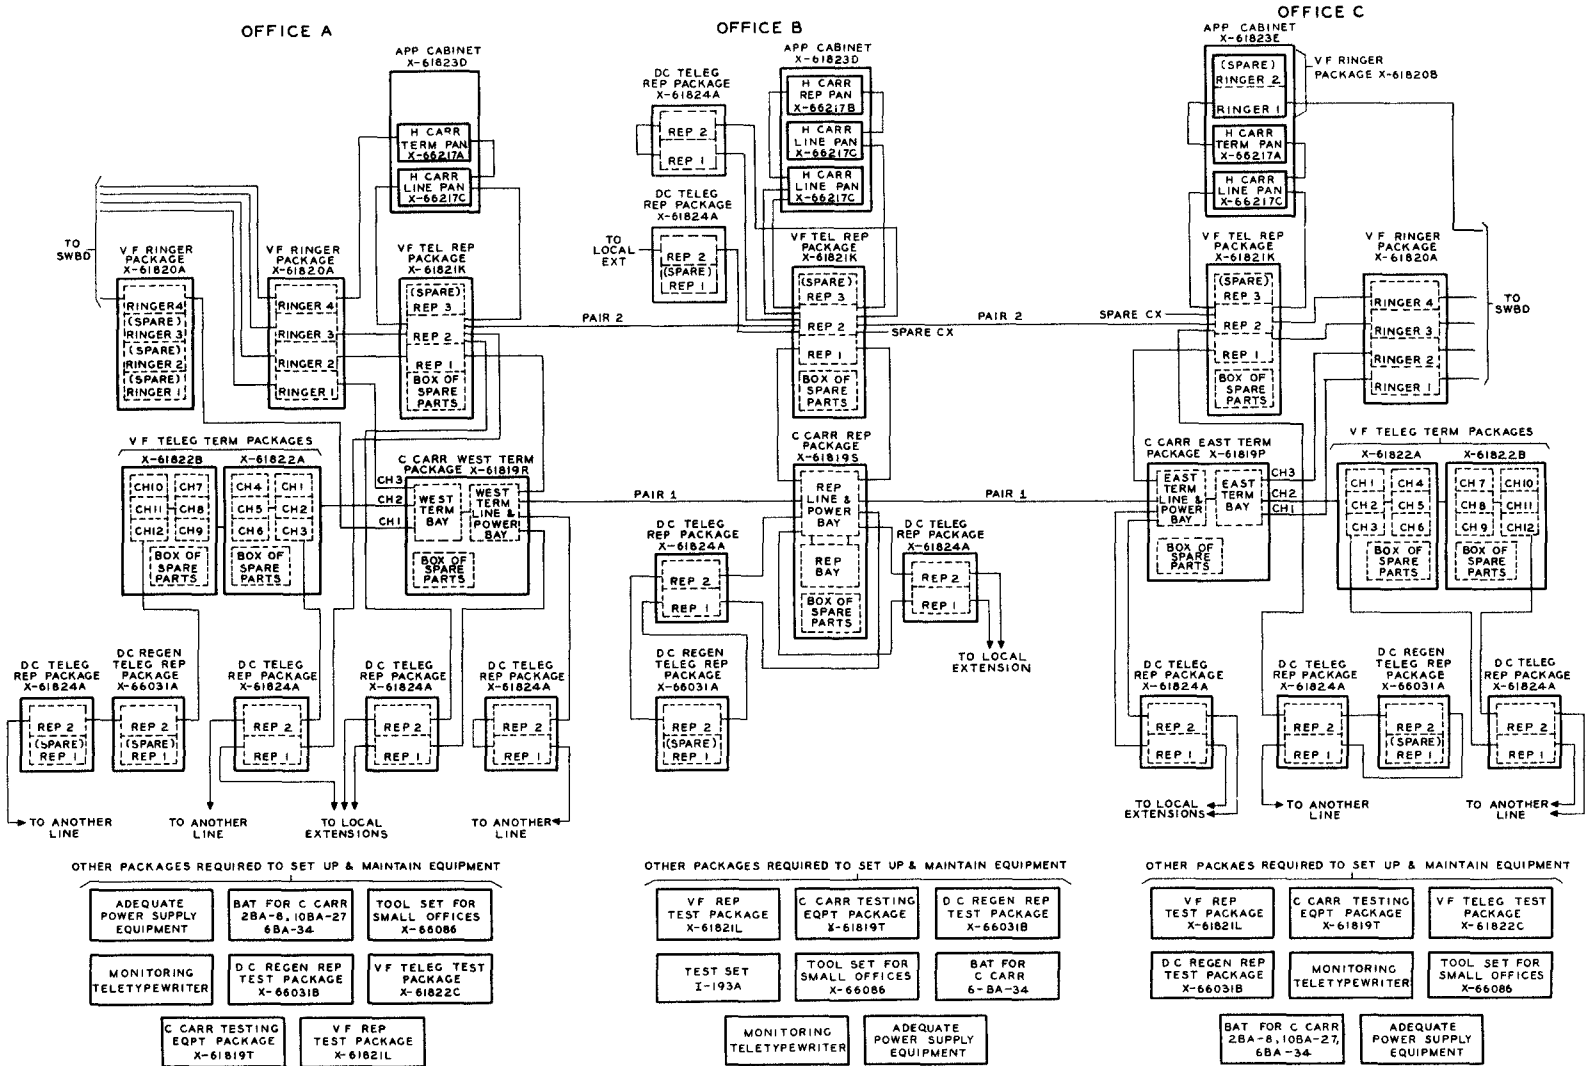 OFFICE A
APP CABINET
X-61823D
H CARR
TERM PAN
X-66217A
H CARR
LINE PAN
X-66217C
TO
SWBD
VF RINGER
PACKAGE
X-61820A
RINGER 4
(SPARE)
RINGER 3
(SPARE)
RINGER 2
(SPARE)
RINGER 1
VF RINGER
PACKAGE
X-61820A
RINGER 4
RINGER 3
RINGER 2
RINGER 1
VF TEL REP
PACKAGE
X-61821K
(SPARE)
REP 3
REP 2
REP 1
BOX OF
SPARE
PARTS
PAIR 2
VF TELEG TERM PACKAGES
X-61822B
CH10 CH7
CH11 CH8
CH12 CH9
BOX OF
SPARE
PARTS
X-61822A
CH4 CH1
CH5 CH2
CH6 CH3
BOX OF
SPARE
PARTS
C CARR WEST TERM
PACKAGE X-61819R
CH3
CH2
CH1
WEST
TERM
BAY
WEST
TERM
LINE &
POWER
BAY
BOX OF
SPARE
PARTS
PAIR 1
DC TELEG
REP PACKAGE
X-61824A
REP 2
(SPARE)
REP 1
DC REGEN
TELEG REP
PACKAGE
X-66031A
REP 2
(SPARE)
REP 1
DC TELEG
REP PACKAGE
X-61824A
REP 2
REP 1
DC TELEG
REP PACKAGE
X-61824A
REP 2
REP 1
DC TELEG
REP PACKAGE
X-61824A
REP 2
REP 1
TO ANOTHER
LINE
TO ANOTHER
LINE
TO LOCAL
EXTENSIONS
TO ANOTHER
LINE
OTHER PACKAGES REQUIRED TO SET UP & MAINTAIN EQUIPMENT
ADEQUATE
POWER SUPPLY
EQUIPMENT
BAT FOR C CARR
2BA-8, 10BA-27
6BA-34
TOOL SET FOR
SMALL OFFICES
X-66086
MONITORING
TELETYPEWRITER
DC REGEN REP
TEST PACKAGE
X-66031B
VF TELEG TEST
PACKAGE
X-61822C
C CARR TESTING
EQPT PACKAGE
X-61819T
VF REP
TEST PACKAGE
X-61821L
OFFICE B
DC TELEG
REP PACKAGE
X-61824A
REP 2
REP 1
APP CABINET
X-61823D
H CARR
REP PAN
X-66217B
H CARR
LINE PAN
X-66217C
H CARR
LINE PAN
X-66217C
DC TELEG
REP PACKAGE
X-61824A
TO
LOCAL
EXT
REP 2
(SPARE)
REP 1
VF TEL REP
PACKAGE
X-61821K
(SPARE)
REP 3
REP 2
REP 1
BOX OF
SPARE
PARTS
SPARE CX
PAIR 2
C CARR REP
PACKAGE
X-61819S
REP
LINE &
POWER
BAY
REP
BAY
BOX OF
SPARE
PARTS
PAIR 1
DC TELEG
REP PACKAGE
X-61824A
REP 2
REP 1
DC TELEG
REP PACKAGE
X-61824A
REP 2
REP 1
TO LOCAL
EXTENSION
DC REGEN
TELEG REP
PACKAGE
X-66031A
REP 2
(SPARE)
REP 1
OTHER PACKAGES REQUIRED TO SET UP & MAINTAIN EQUIPMENT
VF REP
TEST PACKAGE
X-61821L
C CARR TESTING
EQPT PACKAGE
X-61819T
DC REGEN REP
TEST PACKAGE
X-66031B
TEST SET
I-193A
TOOL SET FOR
SMALL OFFICES
X-66086
BAT FOR
C CARR
6-BA-34
MONITORING
TELETYPEWRITER
ADEQUATE
POWER SUPPLY
EQUIPMENT
OFFICE C
APP CABINET
X-61823E
(SPARE)
RINGER 2
RINGER 1
VF RINGER
PACKAGE X-61820B
H CARR
TERM PAN
X-66217A
H CARR
LINE PAN
X-66217C
VF TEL REP
PACKAGE
X-61821K
SPARE CX
(SPARE)
REP 3
REP 2
REP 1
BOX OF
SPARE
PARTS
VF RINGER
PACKAGE
X-61820A
RINGER 4
RINGER 3
RINGER 2
RINGER 1
TO
SWBD
C CARR EAST TERM
PACKAGE X-61819P
EAST
TERM
LINE &
POWER
BAY
EAST
TERM
BAY
BOX OF
SPARE
PARTS
CH3
CH2
CH1
VF TELEG TERM PACKAGES
X-61822A
CH1 CH4
CH2 CH5
CH3 CH6
BOX OF
SPARE
PARTS
X-61822B
CH7 CH10
CH8 CH11
CH9 CH12
BOX OF
SPARE
PARTS
DC TELEG
REP PACKAGE
X-61824A
REP 2
REP 1
DC TELEG
REP PACKAGE
X-61824A
REP 2
REP 1
DC REGEN
TELEG REP
PACKAGE
X-66031A
REP 2
(SPARE)
REP 1
DC TELEG
REP PACKAGE
X-61824A
REP 2
REP 1
TO LOCAL
EXTENSIONS
TO ANOTHER
LINE
TO ANOTHER
LINE
OTHER PACKAES REQUIRED TO SET UP & MAINTAIN EQUIPMENT
VF REP
TEST PACKAGE
X-61821L
C CARR TESTING
EQPT PACKAGE
X-61819T
VF TELEG TEST
PACKAGE
X-61822C
DC REGEN REP
TEST PACKAGE
X-66031B
MONITORING
TELETYPEWRITER
TOOL SET FOR
SMALL OFFICES
X-66086
BAT FOR C CARR
2BA-8, 10BA-27,
6BA-34
ADEQUATE
POWER SUPPLY
EQUIPMENT